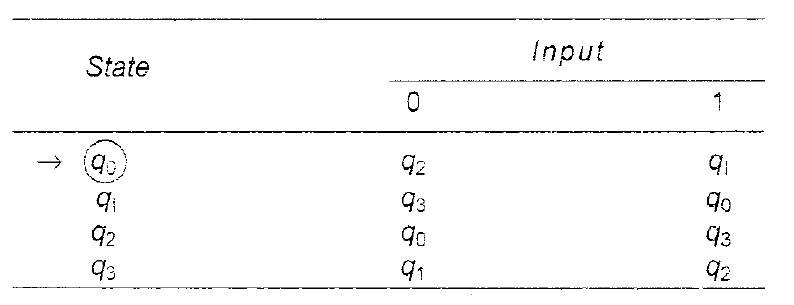 State Input
0 1
→ q₀ q₂ q₁
q₁ q₃ q₀
q₂ q₀ q₃
q₃ q₁ q₂